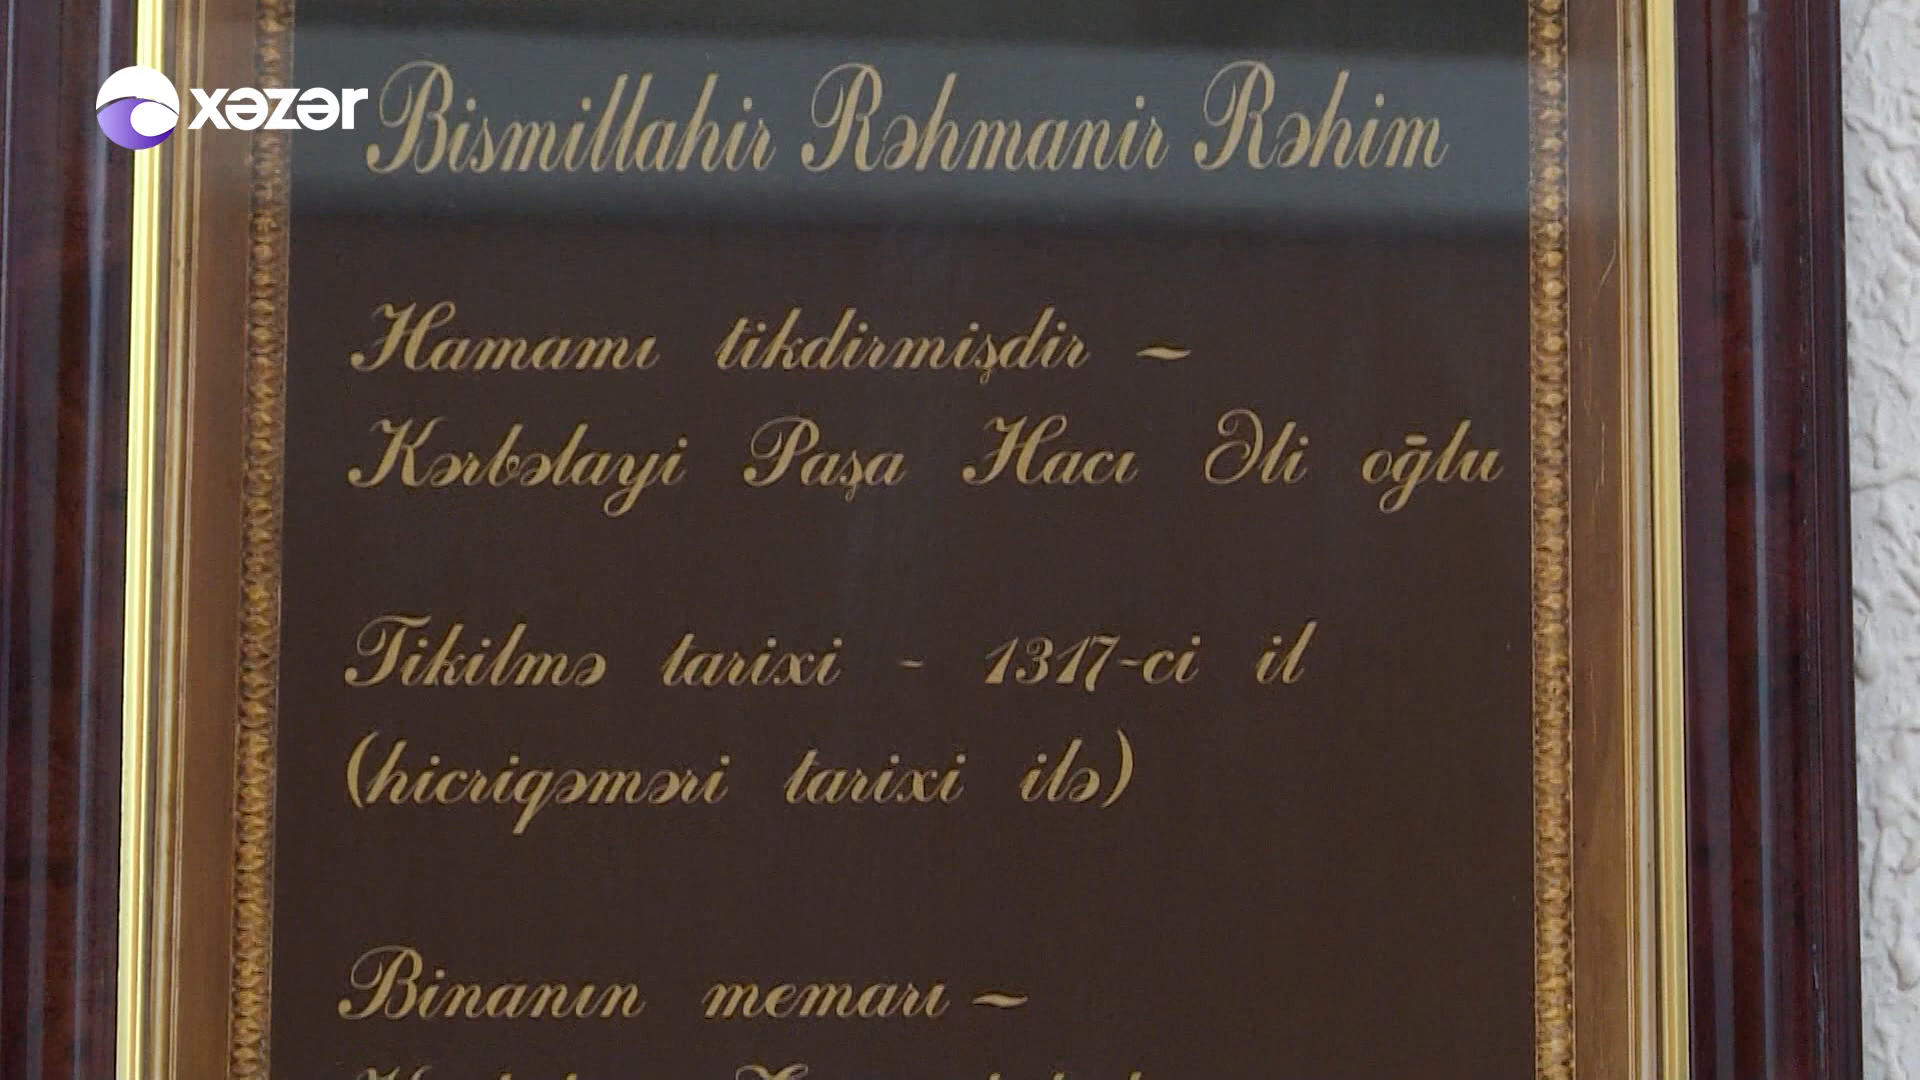 xəzər
Bismillahir Rəhmanir Rəhim
Hamamı tikdirmişdir –
Kərbəlayi Paşa Hacı Əli oğlu
Tikilmə tarixi - 1317-ci il
(hicriqəməri tarixi ilə)
Binanın memarı –